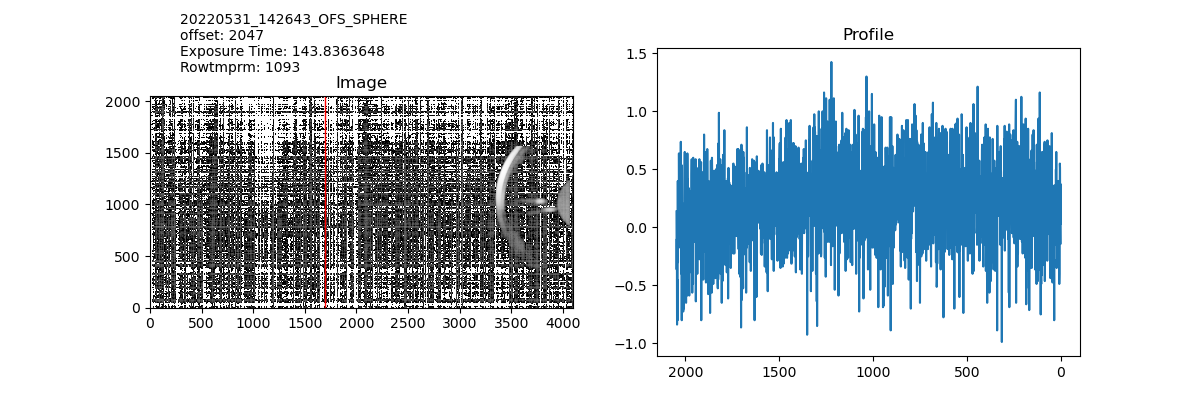 20220531_142643_OFS_SPHERE
offset: 2047
Exposure Time: 143.8363648
Rowtmprm: 1093
Image
2000
1500
1000
500
0
0 500 1000 1500 2000 2500 3000 3500 4000
Profile
1.5
1.0
0.5
0.0
−0.5
−1.0
2000 1500 1000 500 0